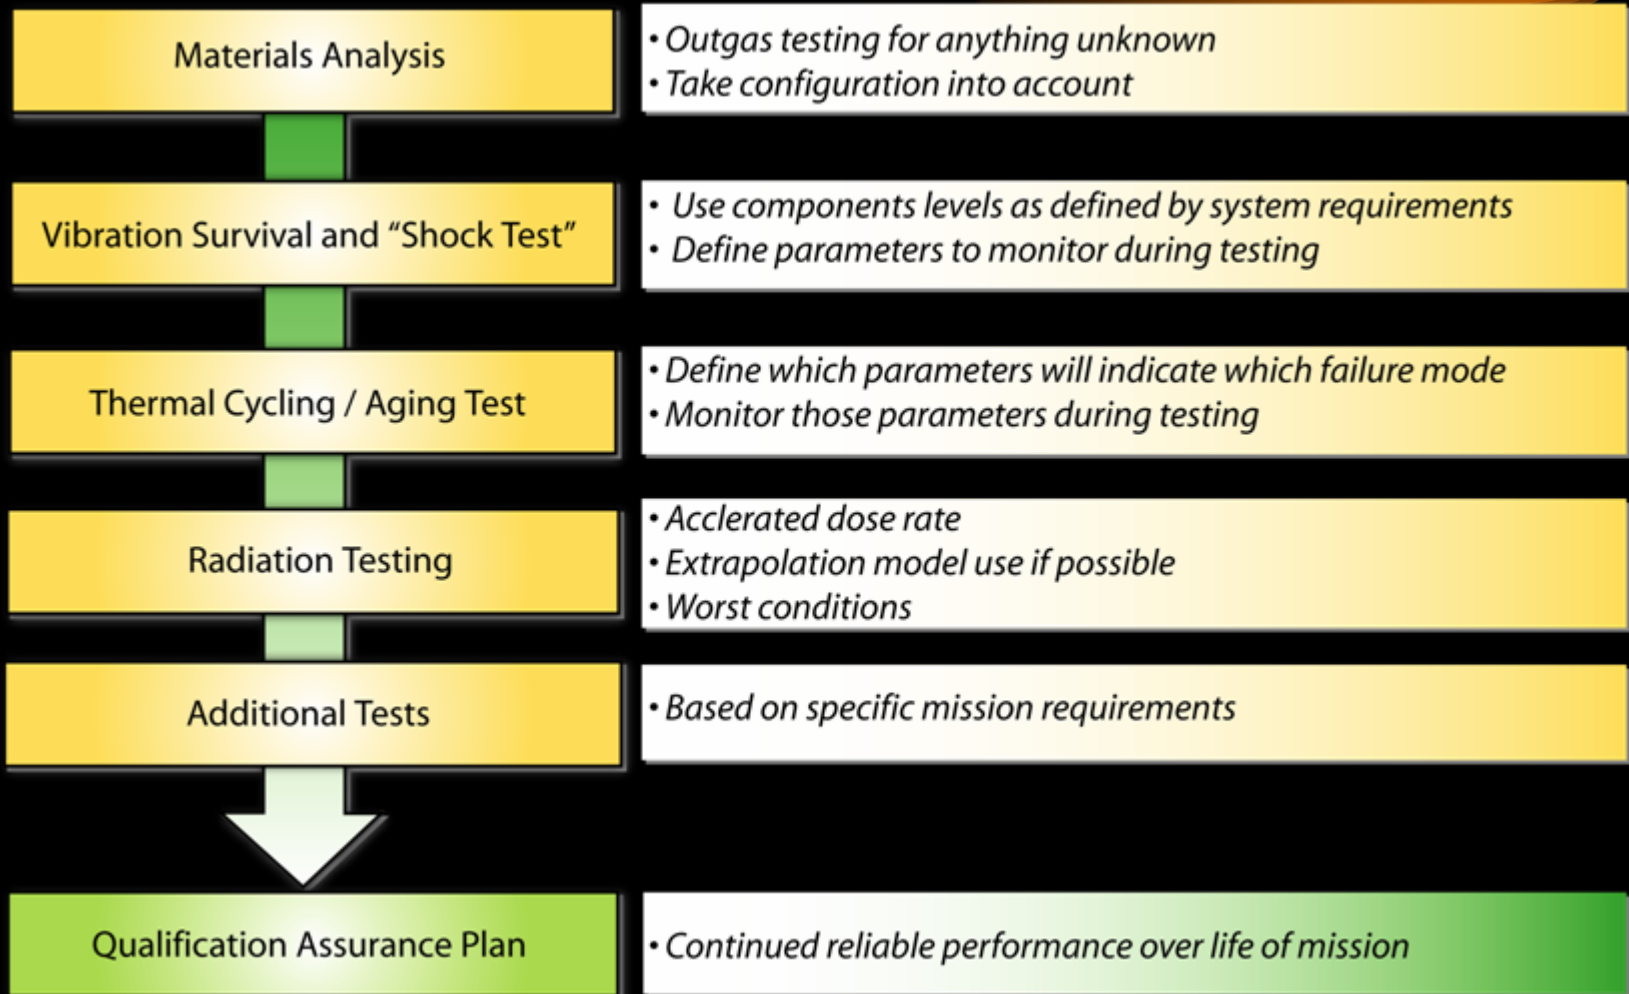 Materials Analysis
• Outgas testing for anything unknown
• Take configuration into account
Vibration Survival and “Shock Test”
• Use components levels as defined by system requirements
• Define parameters to monitor during testing
Thermal Cycling / Aging Test
• Define which parameters will indicate which failure mode
• Monitor those parameters during testing
Radiation Testing
• Acclerated dose rate
• Extrapolation model use if possible
• Worst conditions
Additional Tests
• Based on specific mission requirements
Qualification Assurance Plan
• Continued reliable performance over life of mission